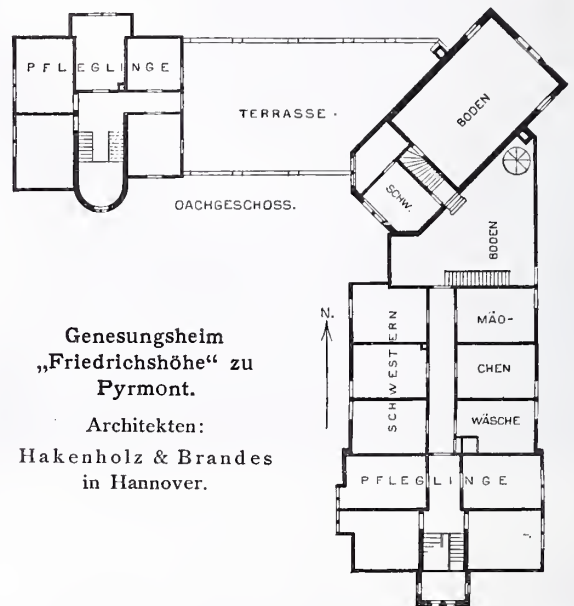 PFLEGLINGE
TERRASSE.
BODEN
SCHW.
OACHGESCHOSS.
BODEN
N.
SCHWESTERN
MÄO-
CHEN
WÄSCHE
PFLEGLINGE
Genesungsheim
„Friedrichshöhe“ zu
Pyrmont.
Architekten:
Hakenholz & Brandes
in Hannover.